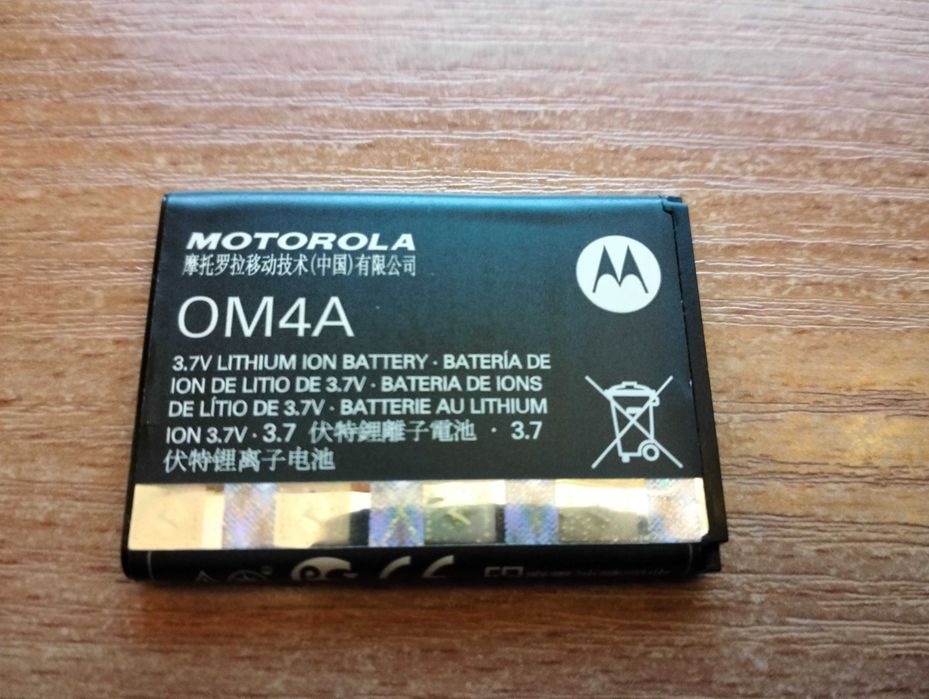 MOTOROLA
摩托罗拉移动技术(中国)有限公司
OM4A
3.7V LITHIUM ION BATTERY · BATERÍA DE
ION DE LITIO DE 3.7V · BATERIA DE IONS
DE LÍTIO DE 3.7V · BATTERIE AU LITHIUM
ION 3.7V · 3.7 伏特鋰離子電池 · 3.7
伏特锂离子电池